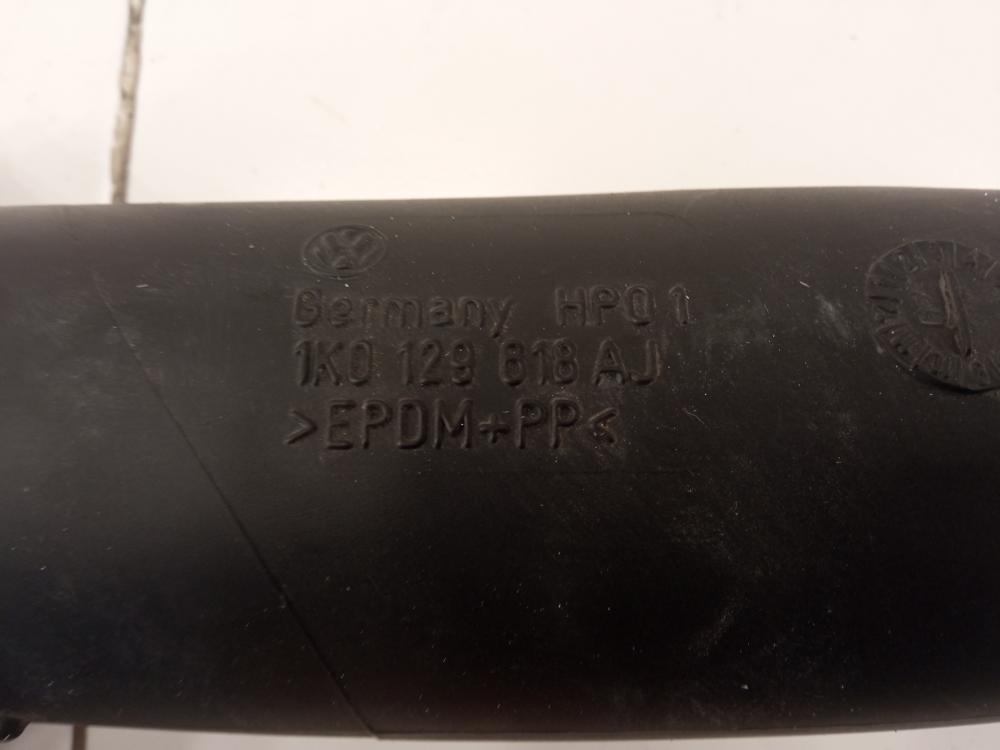 Germany HPO 1
1K0 129 618 AJ
>EPDM+PP<